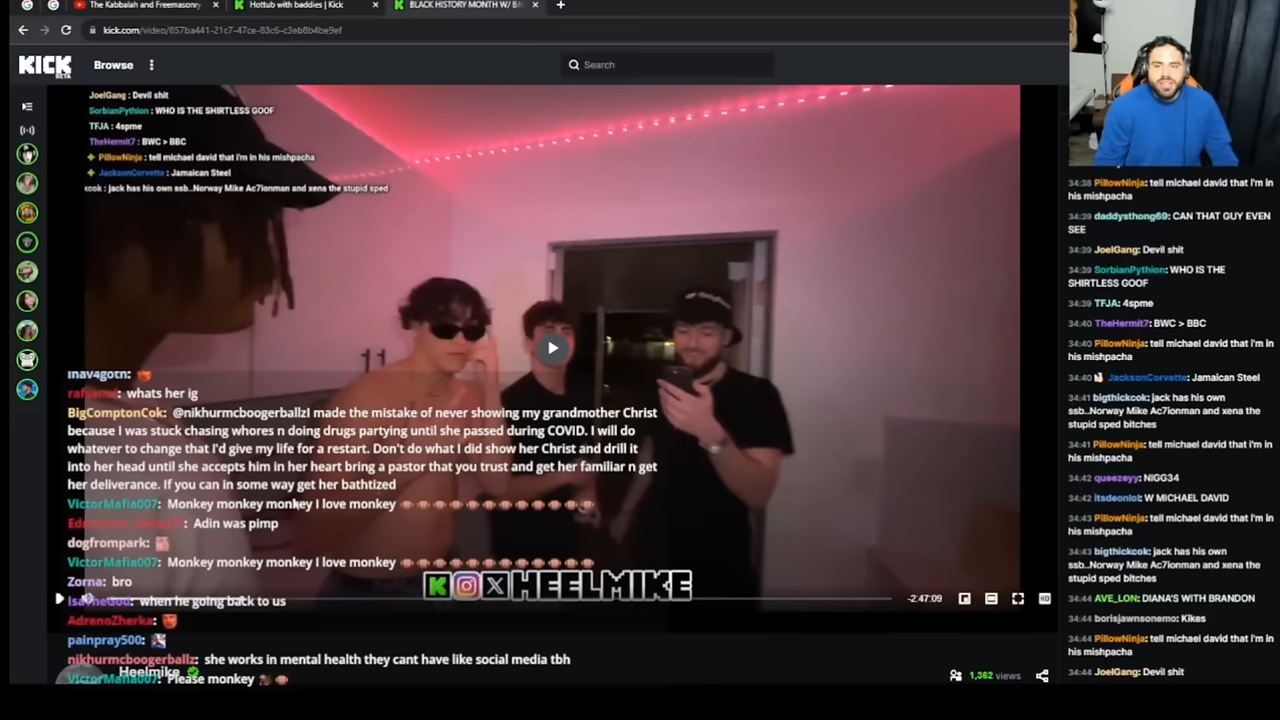 The Kabbalah and Freemasonry
Hottub with baddies | Kick
BLACK HISTORY MONTH W/ BA
kick.com/video/857ba441-21c7-47ce-83c6-c3eb8b4be9ef
KICK
BETA
Browse
Search
JoelGang: Devil shit
SorbianPythion: WHO IS THE SHIRTLESS GOOF
TFJA : 4spme
TheHermit7: BWC > BBC
PillowNinja: tell michael david that i'm in his mishpacha
JacksonCorvette: Jamaican Steel
kcok : jack has his own ssb..Norway Mike Ac7ionman and xena the stupid sped
inav4goth:
whats her ig
BigComptonCok: @nikhurmcboogerballzI made the mistake of never showing my grandmother Christ
because I was stuck chasing whores n doing drugs partying until she passed during COVID. I will do
whatever to change that I'd give my life for a restart. Don't do what I did show her Christ and drill it
into her head until she accepts him in her heart bring a pastor that you trust and get her familiar n get
her deliverance. If you can in some way get her bathtized
VictorMafia007: Monkey monkey monkey I love monkey 🐵🐵🐵🐵🐵🐵🐵🐵🐵🐵🐵🐵
: Adin was pimp
dogfrompark:
VictorMafia007: Monkey monkey monkey I love monkey 🐵🐵🐵🐵🐵🐵🐵🐵🐵🐵🐵🐵
Zorna: bro
IsaTheGod: when he going back to us
AdrenoZherka:
painpray500:
nikhurmcboogerballz: she works in mental health they cant have like social media tbh
VictorMafia007: Please monkey
HEELMIKE
-2:47:09
HD
Heelmike
1,362 views
34:38 PillowNinja: tell michael david that i'm in
his mishpacha
34:39 daddysthong69: CAN THAT GUY EVEN
SEE
34:39 JoelGang: Devil shit
34:39 SorbianPythion: WHO IS THE
SHIRTLESS GOOF
34:39 TFJA: 4spme
34:40 TheHermit7: BWC > BBC
34:40 PillowNinja: tell michael david that i'm in
his mishpacha
34:40 JacksonCorvette: Jamaican Steel
34:41 bigthickcok: jack has his own
ssb..Norway Mike Ac7ionman and xena the
stupid sped bitches
34:41 PillowNinja: tell michael david that i'm in
his mishpacha
34:42 queezeyy: NIGG34
34:42 itsdeonlol: W MICHAEL DAVID
34:43 PillowNinja: tell michael david that i'm in
his mishpacha
34:43 bigthickcok: jack has his own
ssb..Norway Mike Ac7ionman and xena the
stupid sped bitches
34:44 AVE_LON: DIANA'S WITH BRANDON
34:44 borisjawnsonemo: Kikes
34:44 PillowNinja: tell michael david that i'm in
his mishpacha
34:44 JoelGang: Devil shit